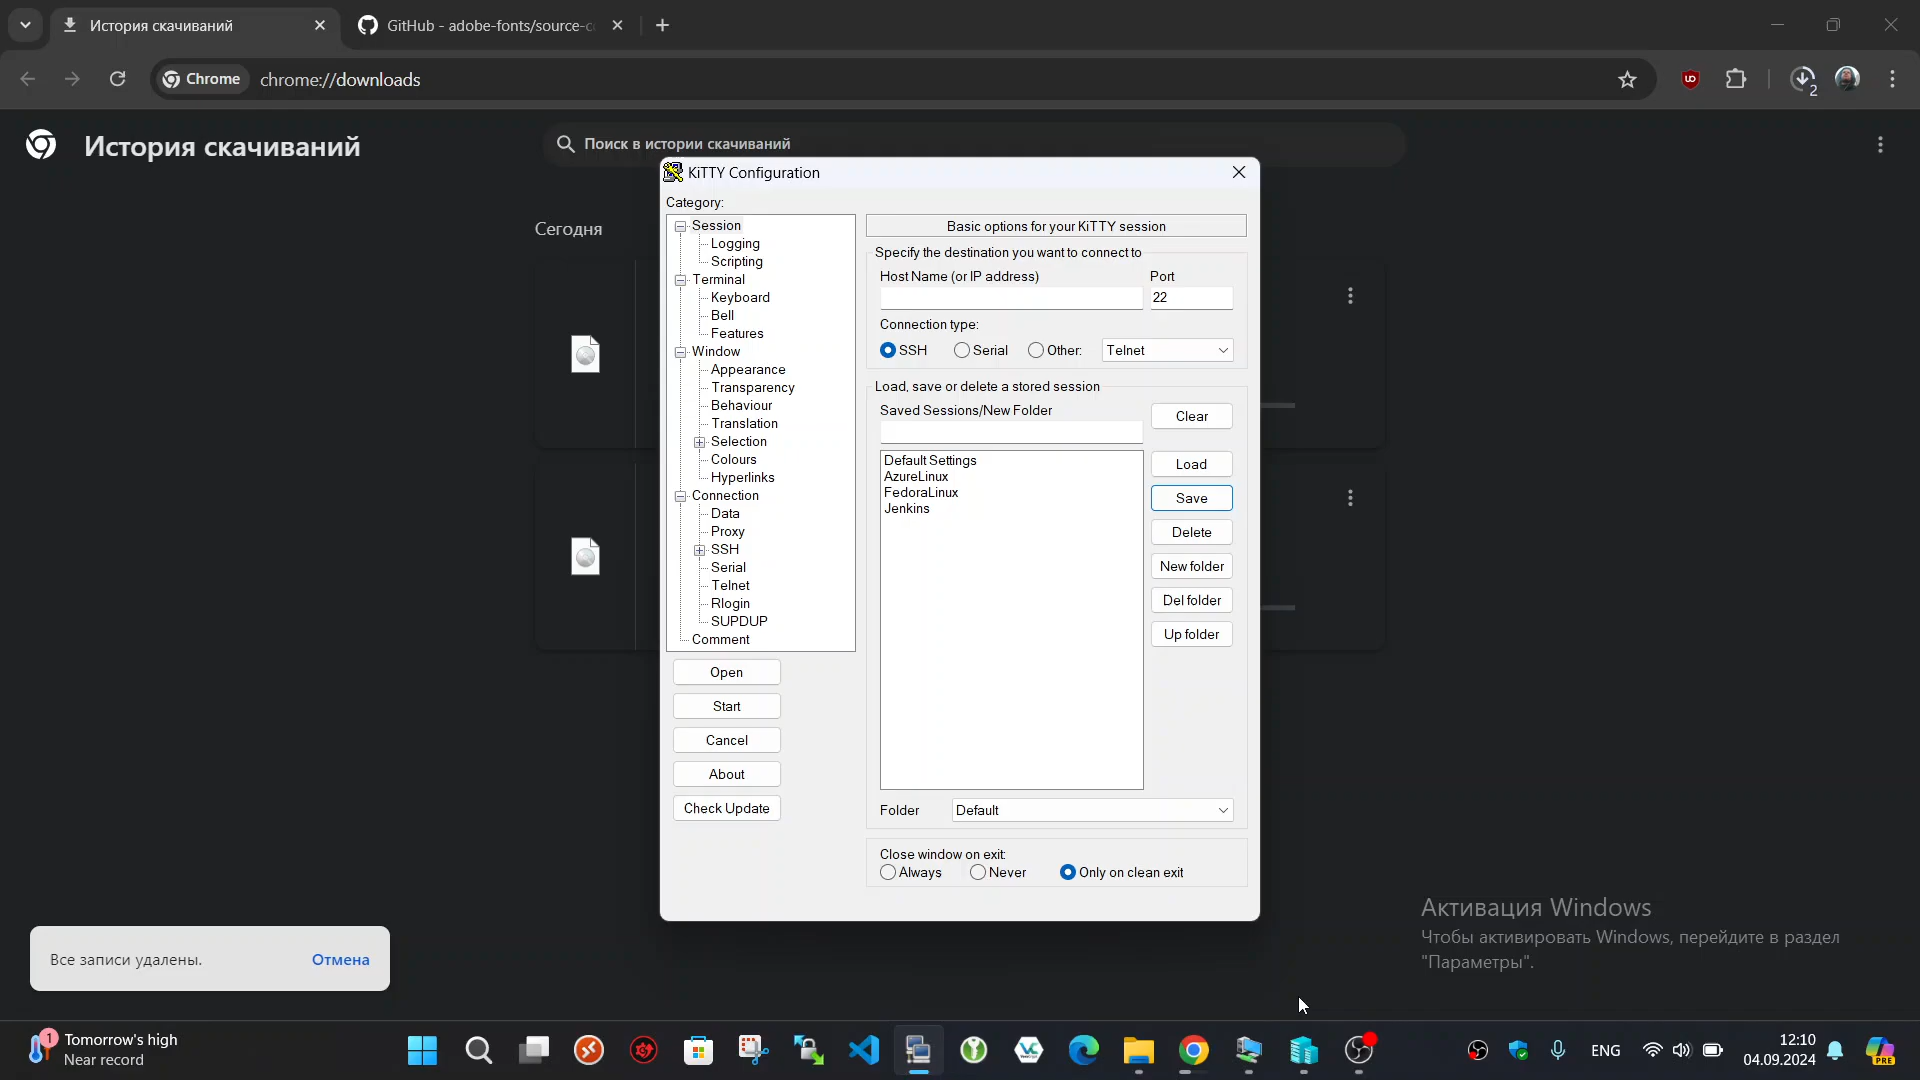 История скачиваний
GitHub - adobe-fonts/source-c
Chrome
chrome://downloads
2
История скачиваний
Поиск в истории скачиваний
Сегодня
KiTTY Configuration
Category:
Session
Logging
Scripting
Terminal
Keyboard
Bell
Features
Window
Appearance
Transparency
Behaviour
Translation
Selection
Colours
Hyperlinks
Connection
Data
Proxy
SSH
Serial
Telnet
Rlogin
SUPDUP
Comment
Open
Start
Cancel
About
Check Update
Basic options for your KiTTY session
Specify the destination you want to connect to
Host Name (or IP address) Port
22
Connection type:
SSH Serial Other: Telnet
Load, save or delete a stored session
Saved Sessions/New Folder
Clear
Default Settings
AzureLinux
FedoraLinux
Jenkins
Load
Save
Delete
New folder
Del folder
Up folder
Folder Default
Close window on exit:
Always Never Only on clean exit
Все записи удалены. Отмена
Активация Windows
Чтобы активировать Windows, перейдите в раздел
"Параметры".
1
Tomorrow's high
Near record
ENG
12:10
04.09.2024
PRE